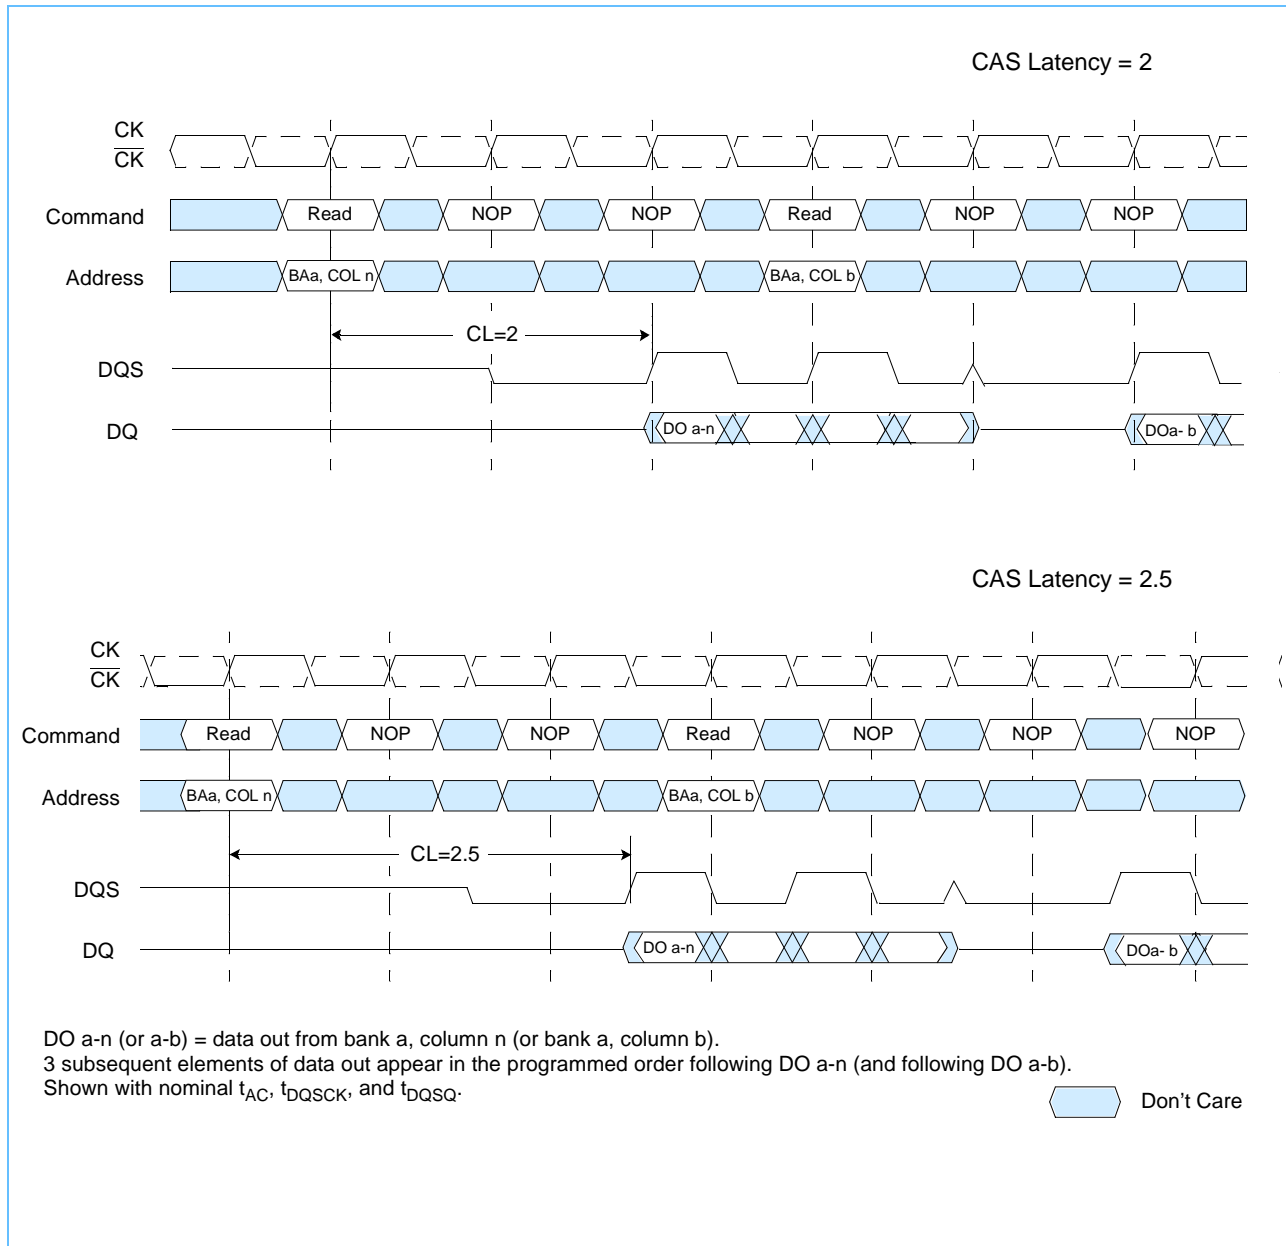 CAS Latency = 2
CK
CK
Command Read NOP NOP Read NOP NOP
Address BAa, COL n BAa, COL b
CL=2
DQS
DQ DO a-n DOa- b
CAS Latency = 2.5
CK
CK
Command Read NOP NOP Read NOP NOP NOP
Address BAa, COL n BAa, COL b
CL=2.5
DQS
DQ DO a-n DOa- b
DO a-n (or a-b) = data out from bank a, column n (or bank a, column b).
3 subsequent elements of data out appear in the programmed order following DO a-n (and following DO a-b).
Shown with nominal tAC, tDQSCK, and tDQSQ.
Don't Care